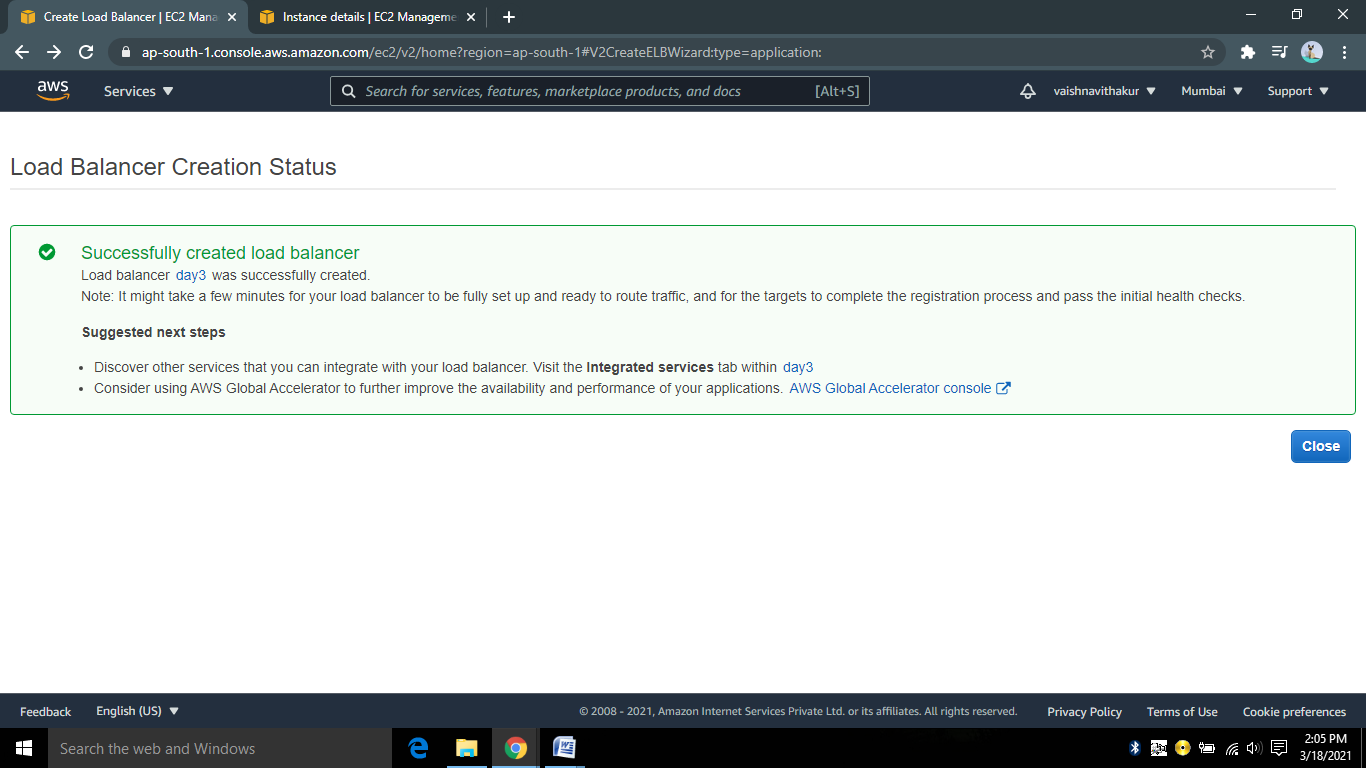 Create Load Balancer | EC2 Mana
Instance details | EC2 Manageme
ap-south-1.console.aws.amazon.com/ec2/v2/home?region=ap-south-1#V2CreateELBWizard:type=application:
aws
Services
Search for services, features, marketplace products, and docs
[Alt+S]
vaishnavithakur
Mumbai
Support
Load Balancer Creation Status
Successfully created load balancer
Load balancer day3 was successfully created.
Note: It might take a few minutes for your load balancer to be fully set up and ready to route traffic, and for the targets to complete the registration process and pass the initial health checks.
Suggested next steps
• Discover other services that you can integrate with your load balancer. Visit the Integrated services tab within day3
• Consider using AWS Global Accelerator to further improve the availability and performance of your applications. AWS Global Accelerator console
Close
Feedback
English (US)
© 2008 - 2021, Amazon Internet Services Private Ltd. or its affiliates. All rights reserved.
Privacy Policy
Terms of Use
Cookie preferences
Search the web and Windows
2:05 PM
3/18/2021